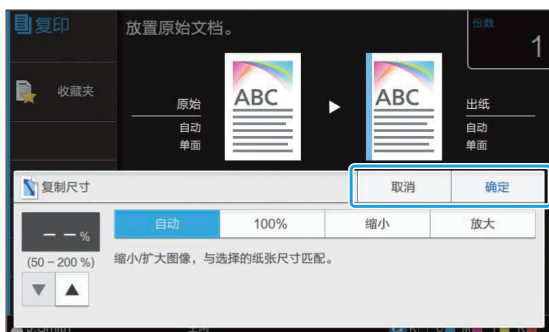 复印
放置原始文档。
份数
1
收藏夹
原始
自动
单面
ABC
ABC
出纸
自动
单面
复制尺寸
取消
确定
– – %
(50 – 200 %)
自动
100%
缩小
放大
缩小/扩大图像，与选择的纸张尺寸匹配。